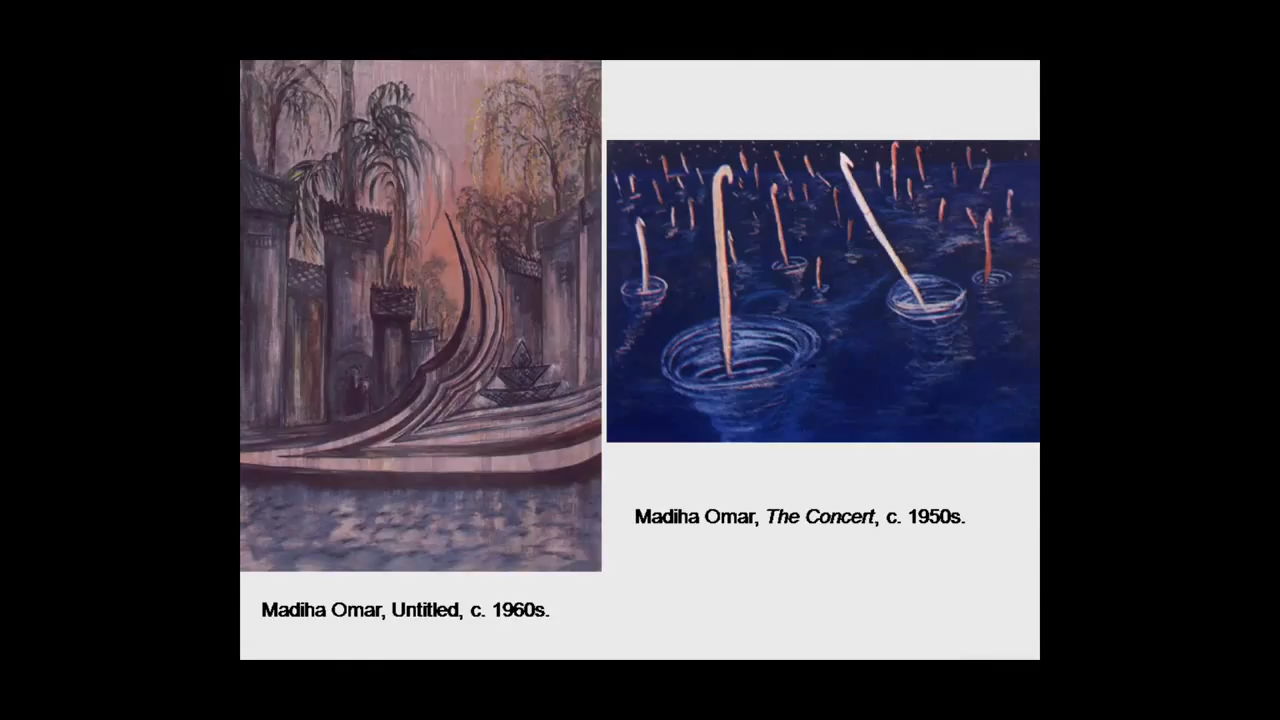 Madiha Omar, The Concert, c. 1950s.
Madiha Omar, Untitled, c. 1960s.